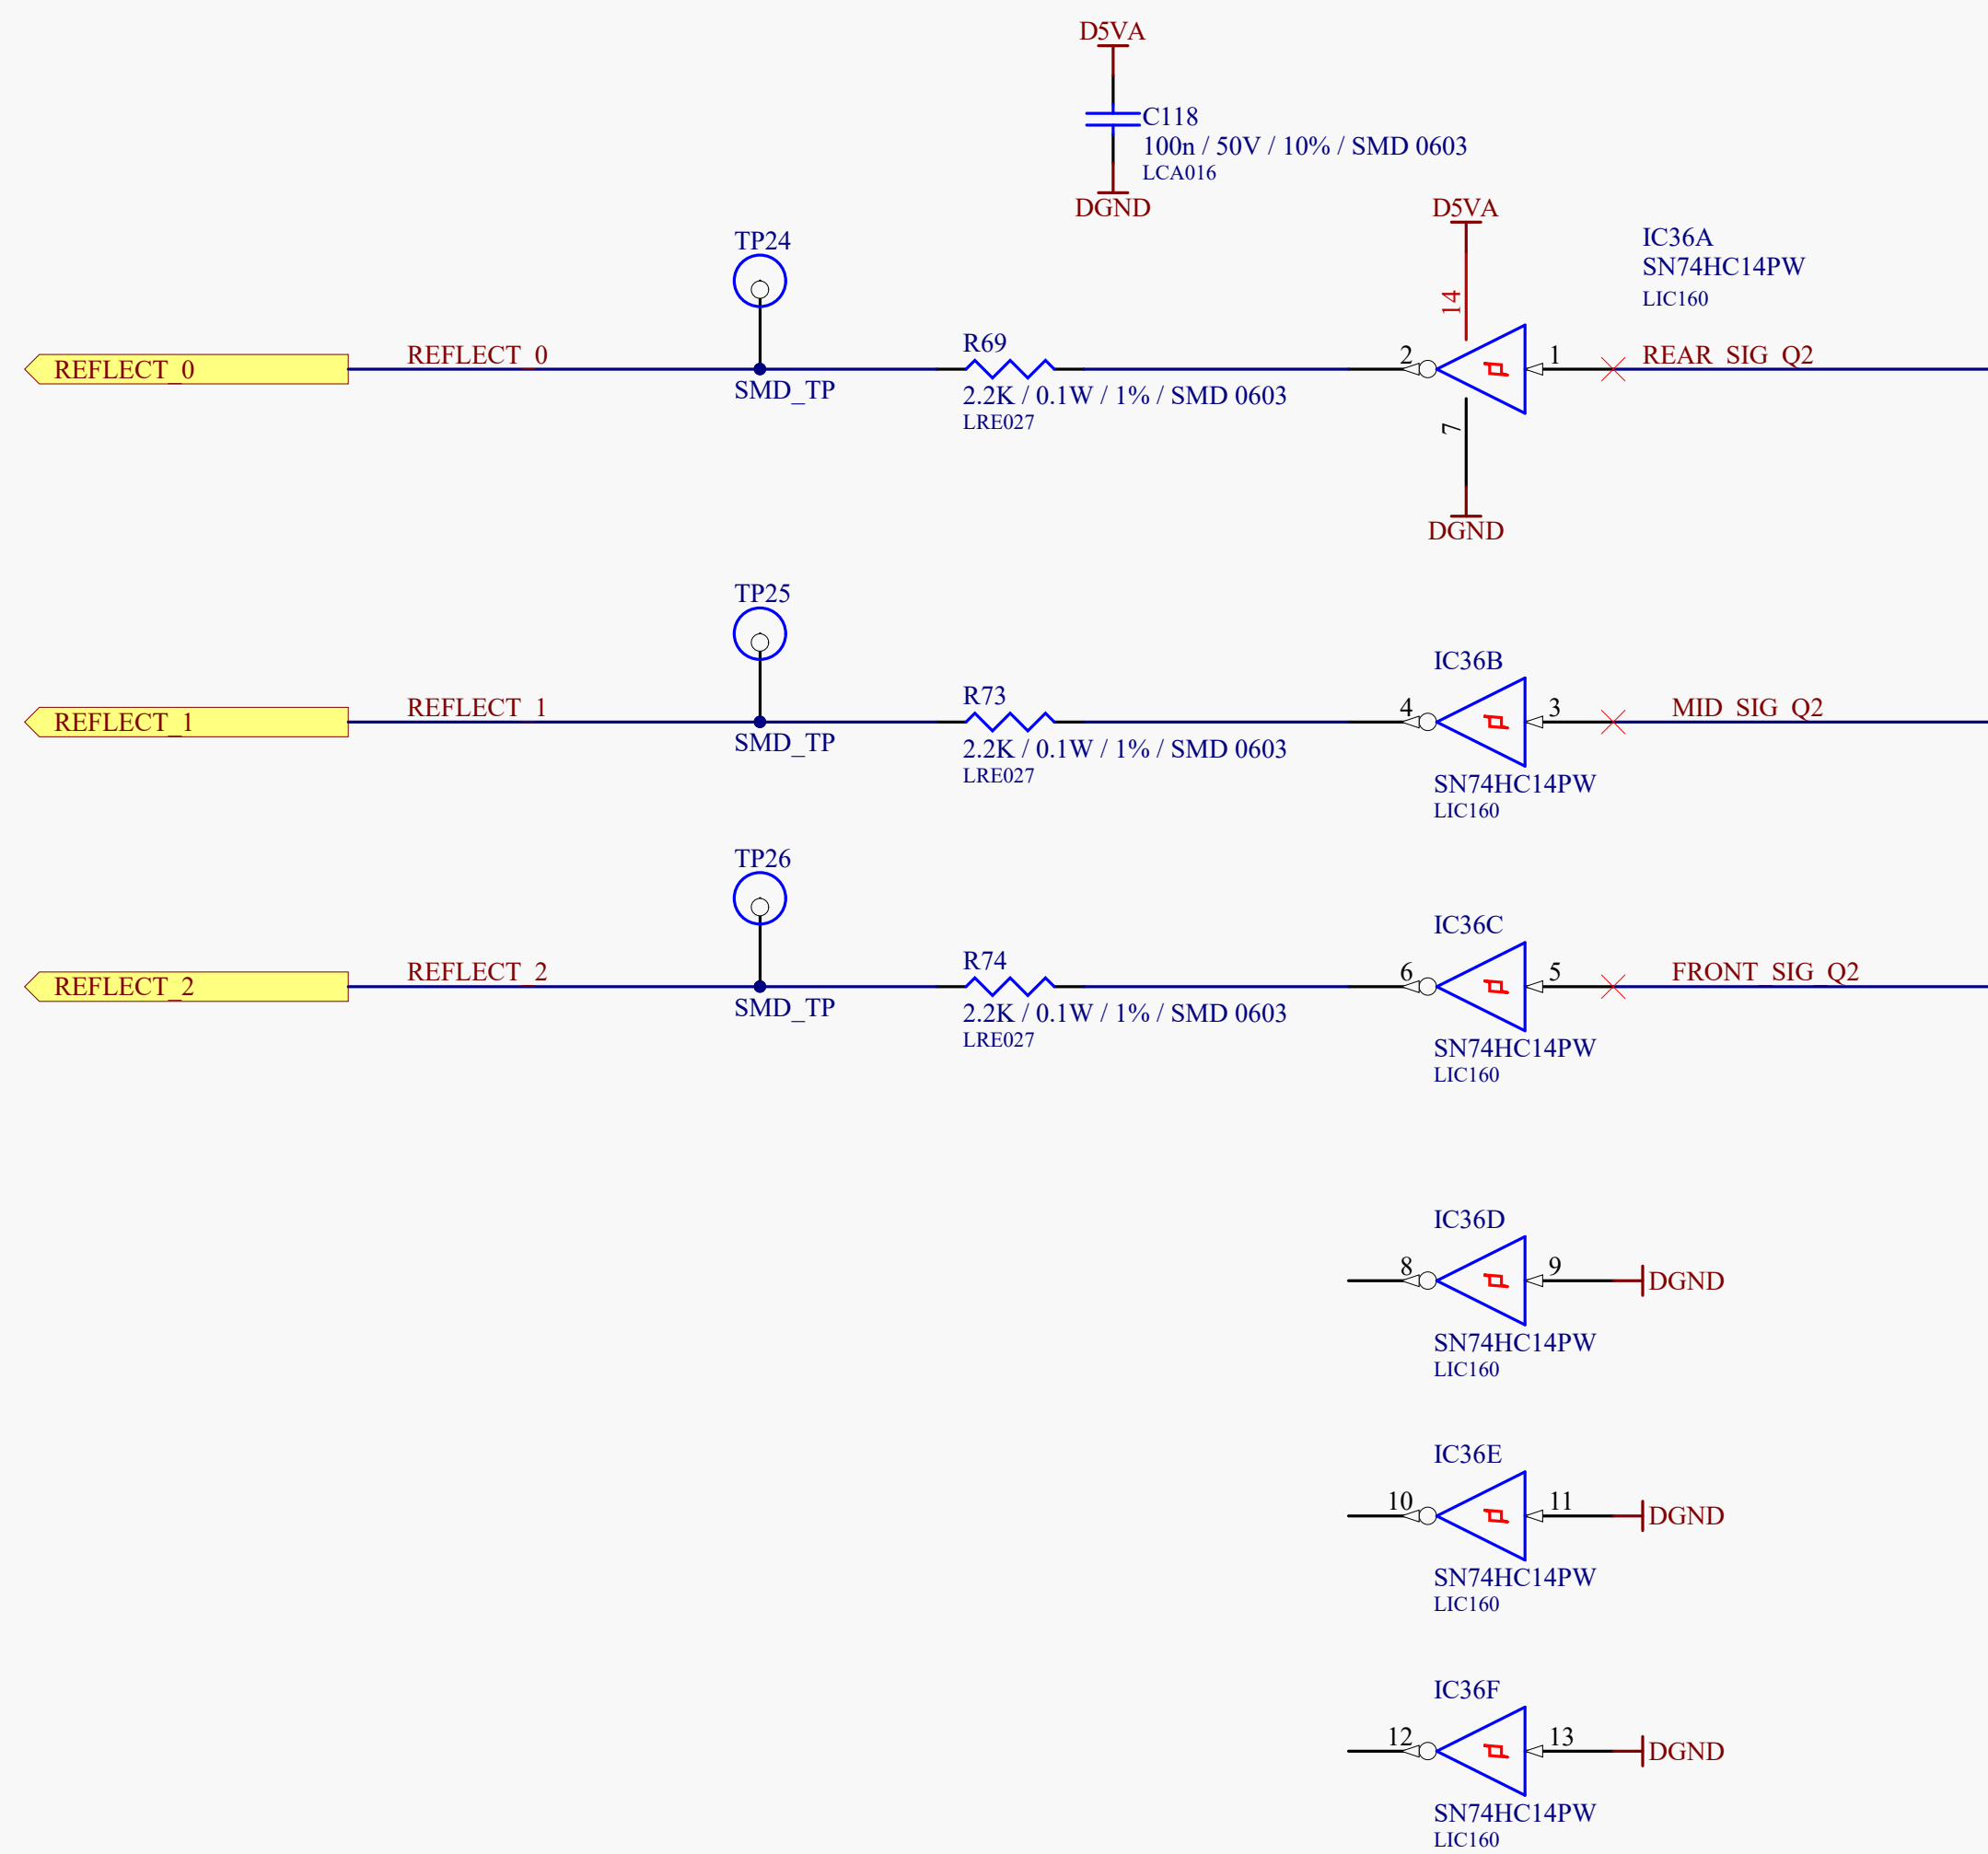 D5VA
C118
100n / 50V / 10% / SMD 0603
LCA016
DGND
D5VA
IC36A
SN74HC14PW
LIC160
14
TP24
REFLECT_0
REFLECT_0
SMD_TP
R69
2.2K / 0.1W / 1% / SMD 0603
LRE027
2
1
REAR_SIG_Q2
7
DGND
TP25
REFLECT_1
REFLECT_1
SMD_TP
R73
2.2K / 0.1W / 1% / SMD 0603
LRE027
IC36B
4
3
MID_SIG_Q2
SN74HC14PW
LIC160
TP26
REFLECT_2
REFLECT_2
SMD_TP
R74
2.2K / 0.1W / 1% / SMD 0603
LRE027
IC36C
6
5
FRONT_SIG_Q2
SN74HC14PW
LIC160
IC36D
8
9
DGND
SN74HC14PW
LIC160
IC36E
10
11
DGND
SN74HC14PW
LIC160
IC36F
12
13
DGND
SN74HC14PW
LIC160